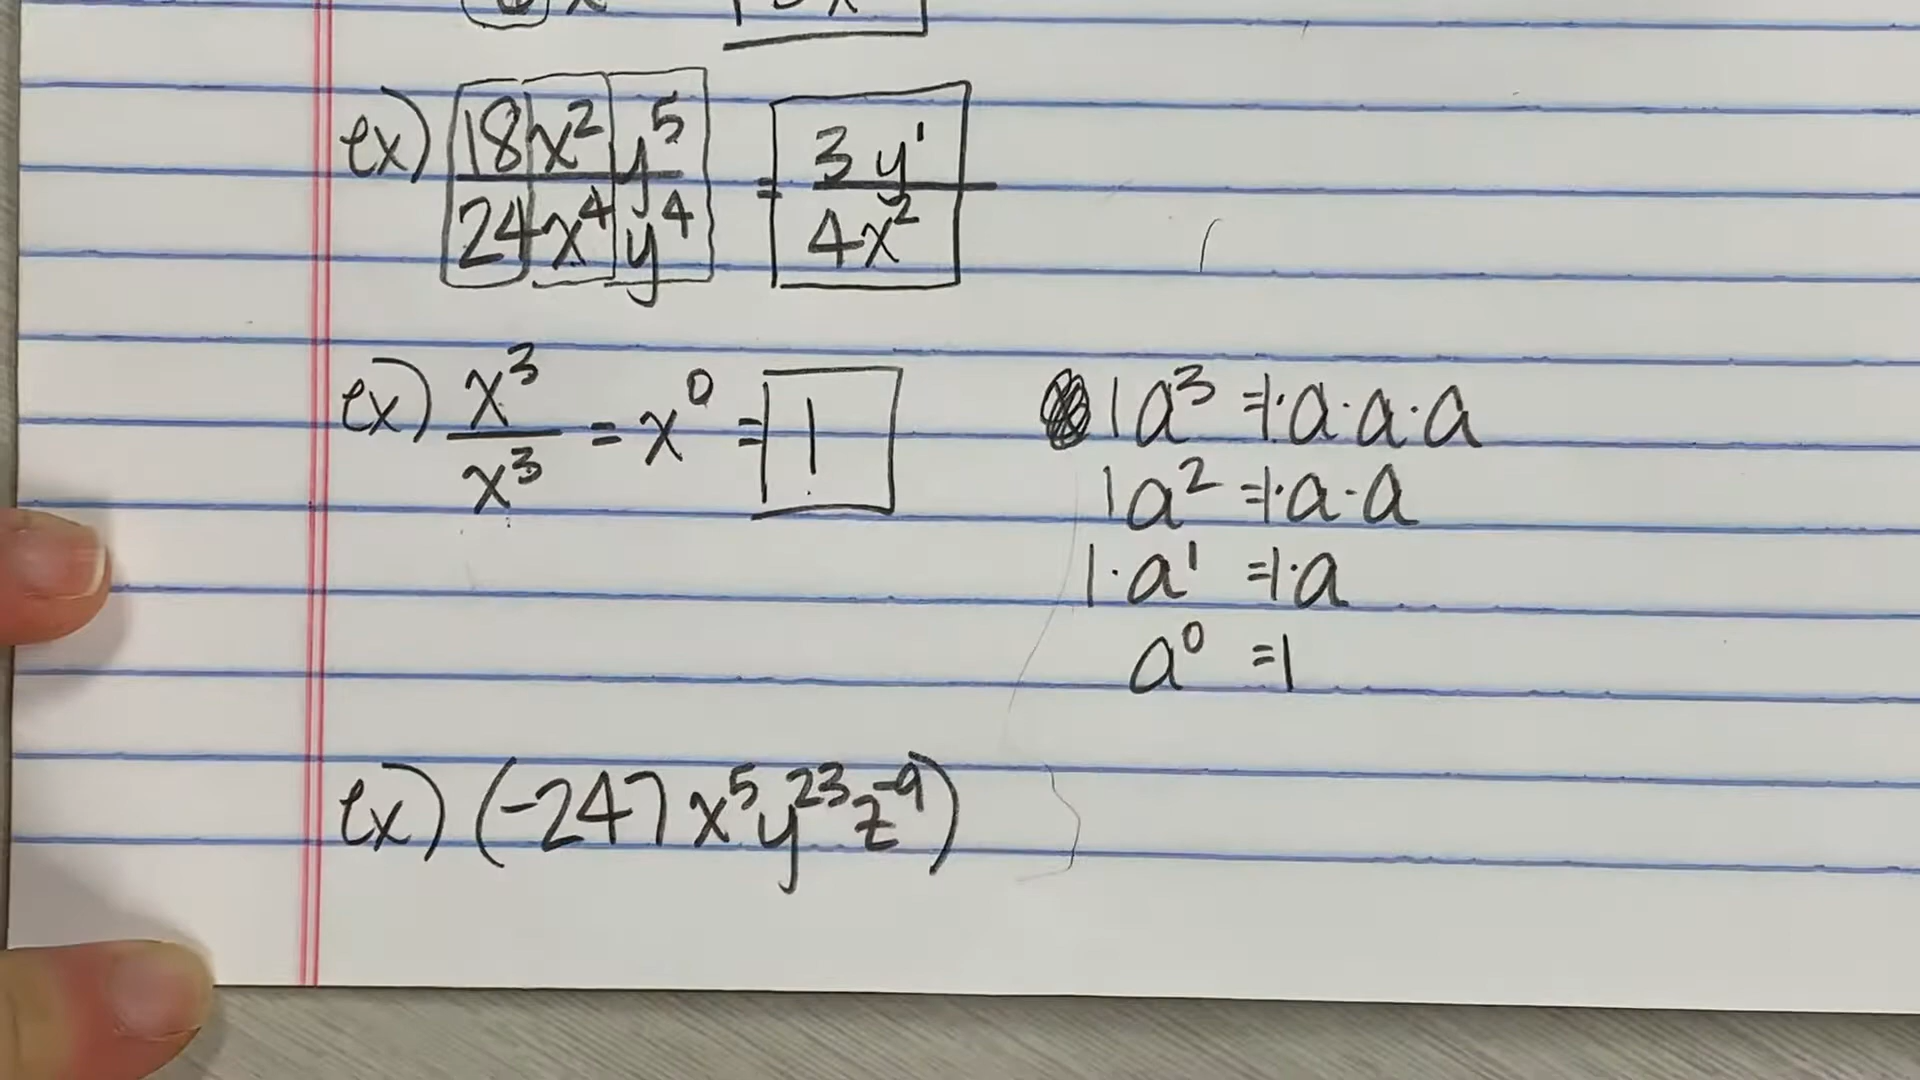 ex) 18x²y⁵/24x⁴y⁴ = 3y¹/4x²
ex) x³/x³ = x⁰ = 1
1a³ = 1·a·a·a
1a² = 1·a·a
1·a¹ = 1·a
a⁰ = 1
ex) (-247x⁵y²³z⁻⁹)